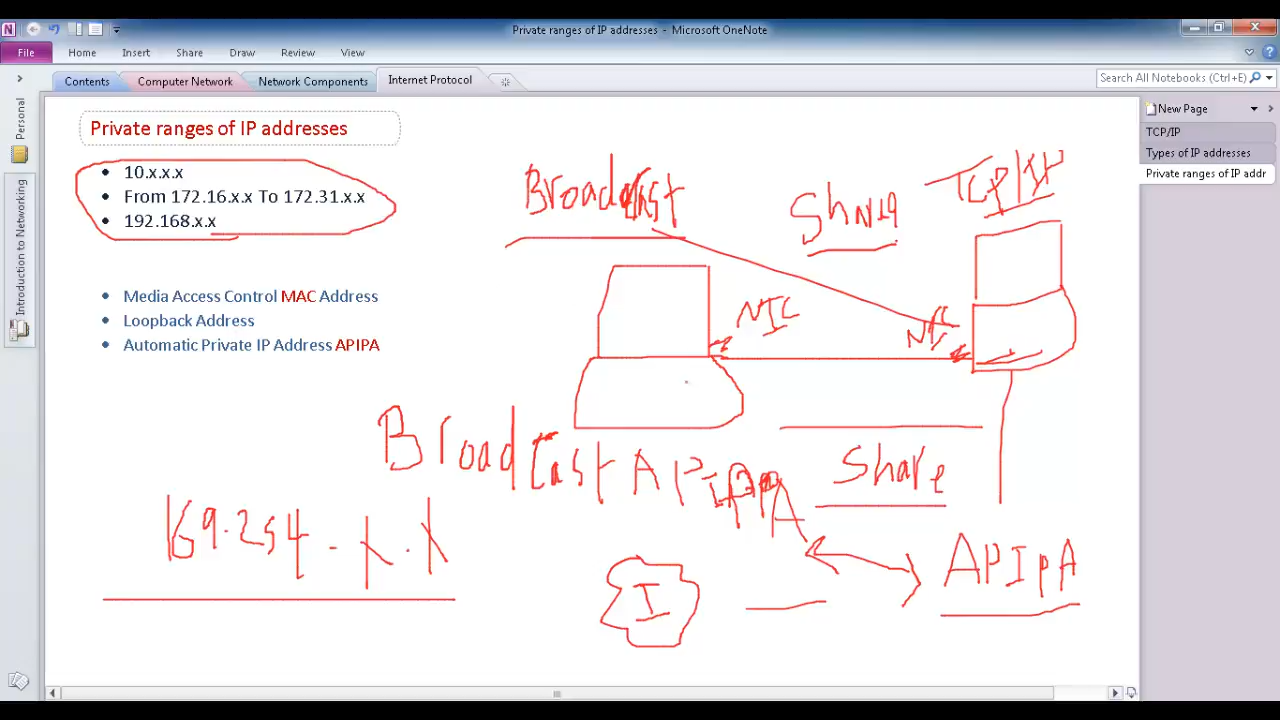 Private ranges of IP addresses - Microsoft OneNote
File Home Insert Share Draw Review View
Contents Computer Network Network Components Internet Protocol
Search All Notebooks (Ctrl+E)
Personal
Introduction to Networking
New Page
TCP/IP
Types of IP addresses
Private ranges of IP addr
Private ranges of IP addresses
10.x.x.x
From 172.16.x.x To 172.31.x.x
192.168.x.x
Media Access Control MAC Address
Loopback Address
Automatic Private IP Address APIPA
Broadcast
TCP/IP
NIC
BroadCast
Share
169.254.x.x
APIPA
I